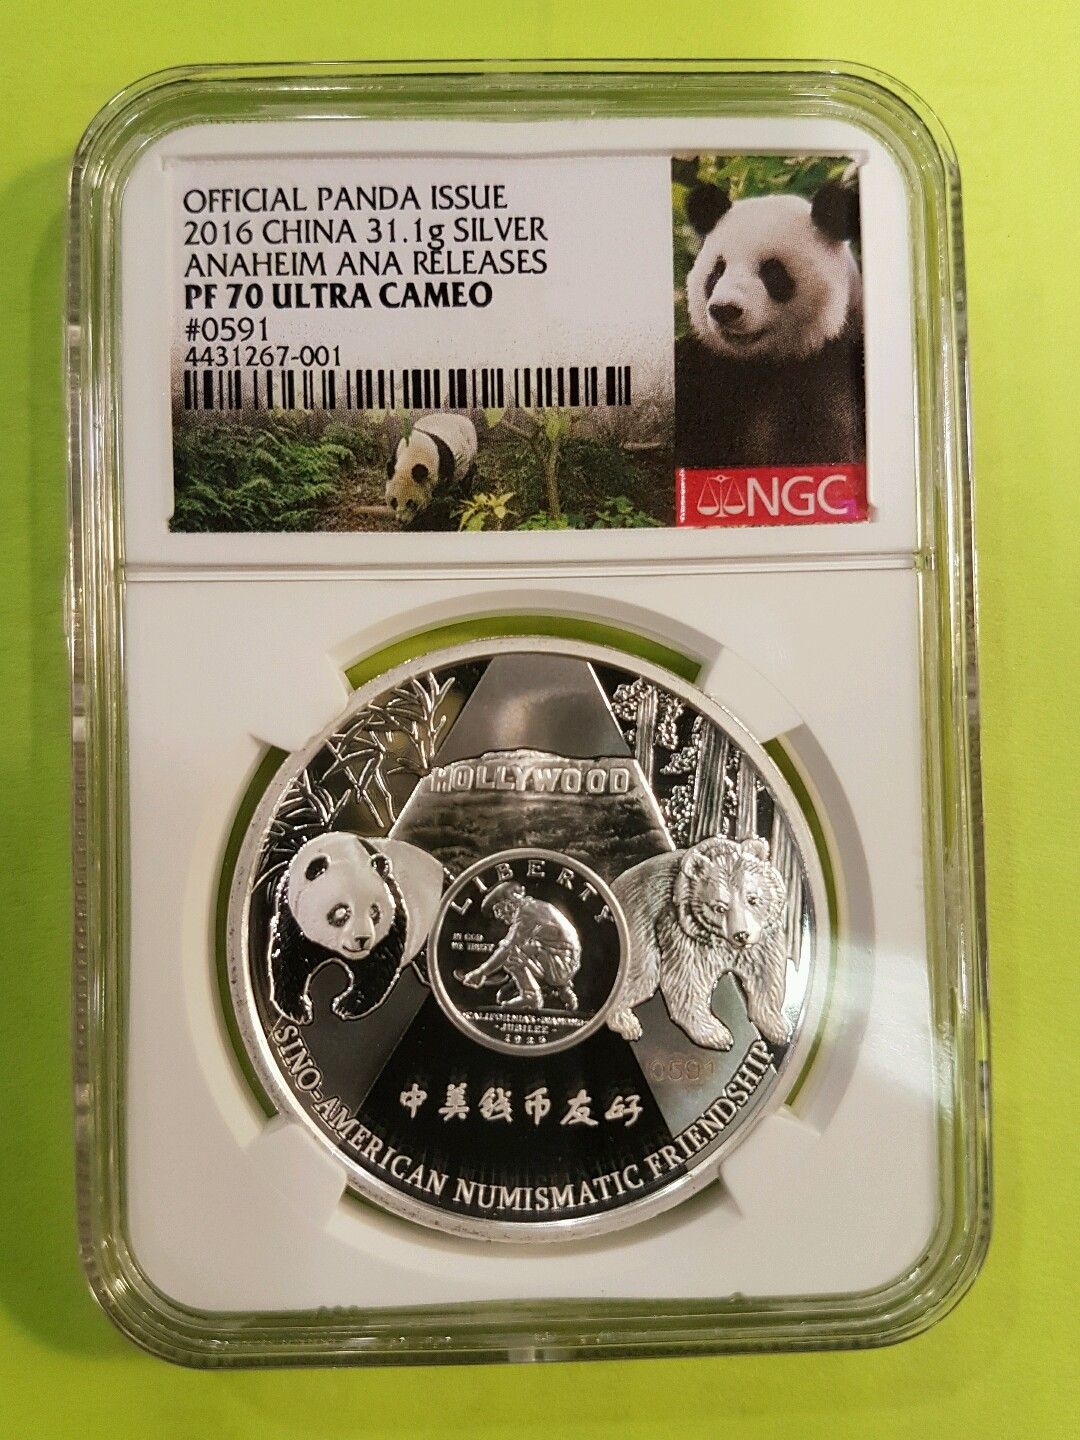 OFFICIAL PANDA ISSUE
2016 CHINA 31.1g SILVER
ANAHEIM ANA RELEASES
PF 70 ULTRA CAMEO
#0591
4431267-001
NGC
HOLLYWOOD
LIBERTY
IN GOD
WE TRUST
CALIFORNIA'S DIAMOND
-JUBILEE-
1925
0591
中美钱币友好
SINO-AMERICAN NUMISMATIC FRIENDSHIP